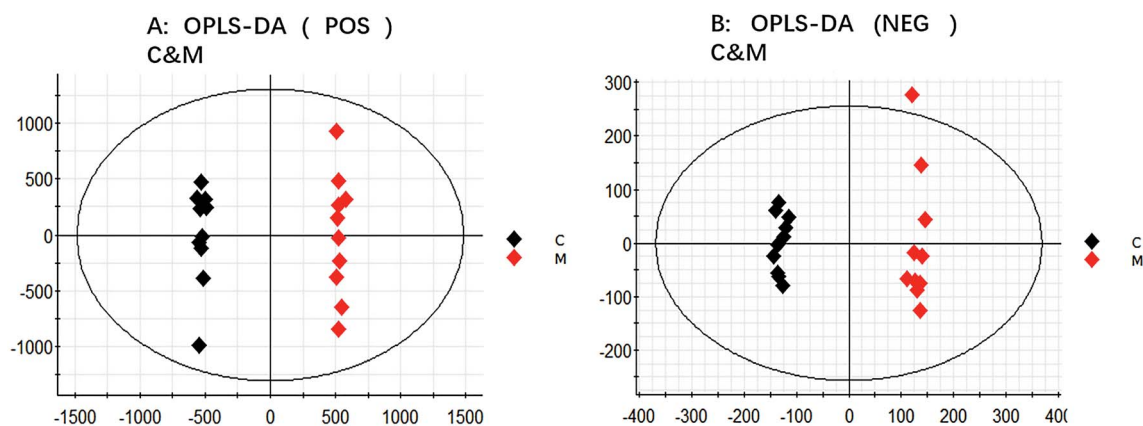 A: OPLS-DA ( POS )
C&M
1000
500
0
-500
-1000
-1500 -1000 -500 0 500 1000 1500
C
M
B: OPLS-DA (NEG )
C&M
300
200
100
0
-100
-200
-400 -300 -200 -100 0 100 200 300
C
M